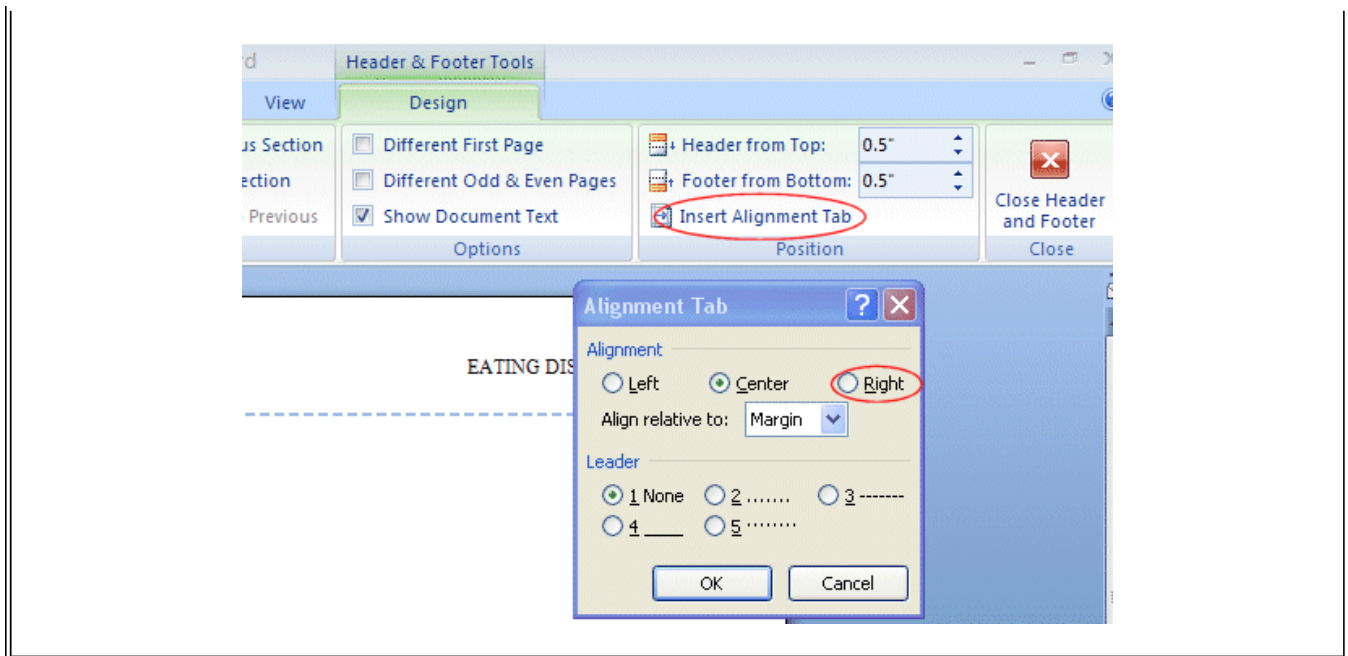 rd Header & Footer Tools
View Design
us Section Different First Page Header from Top: 0.5"
ection Different Odd & Even Pages Footer from Bottom: 0.5"
Previous Show Document Text Insert Alignment Tab
Close Header
and Footer
Options Position Close
Alignment Tab
Alignment
EATING DIS
Left Center Right
Align relative to: Margin
Leader
1 None 2 ....... 3 -------
4 ____ 5 ········
OK Cancel